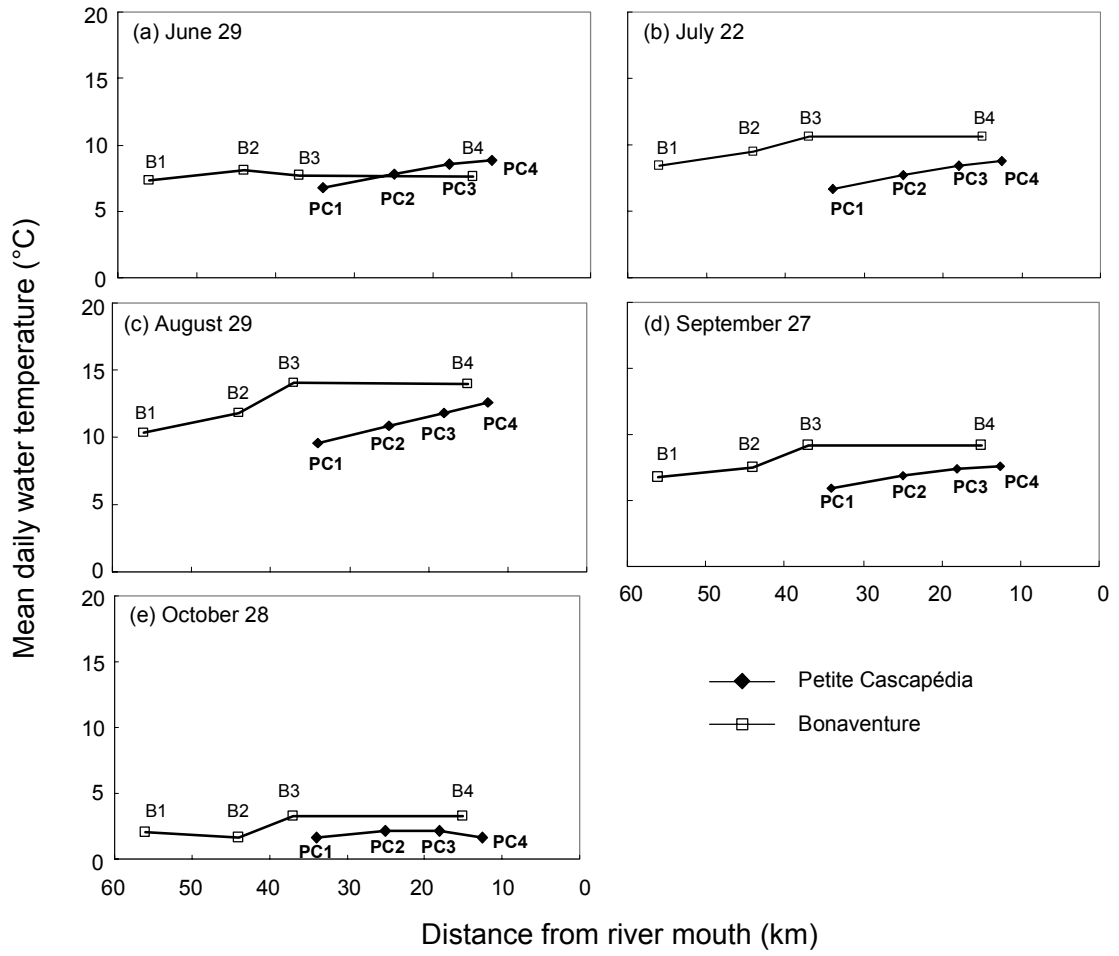 Mean daily water temperature (°C)
20
15
10
5
0
(a) June 29
B1
B2
B3
B4
PC1
PC2
PC3
PC4
(b) July 22
B1
B2
B3
B4
PC1
PC2
PC3
PC4
20
15
10
5
0
(c) August 29
B1
B2
B3
B4
PC1
PC2
PC3
PC4
(d) September 27
B1
B2
B3
B4
PC1
PC2
PC3
PC4
60 50 40 30 20 10 0
20
15
10
5
0
(e) October 28
B1
B2
B3
B4
PC1
PC2
PC3
PC4
60 50 40 30 20 10 0
Petite Cascapédia
Bonaventure
Distance from river mouth (km)